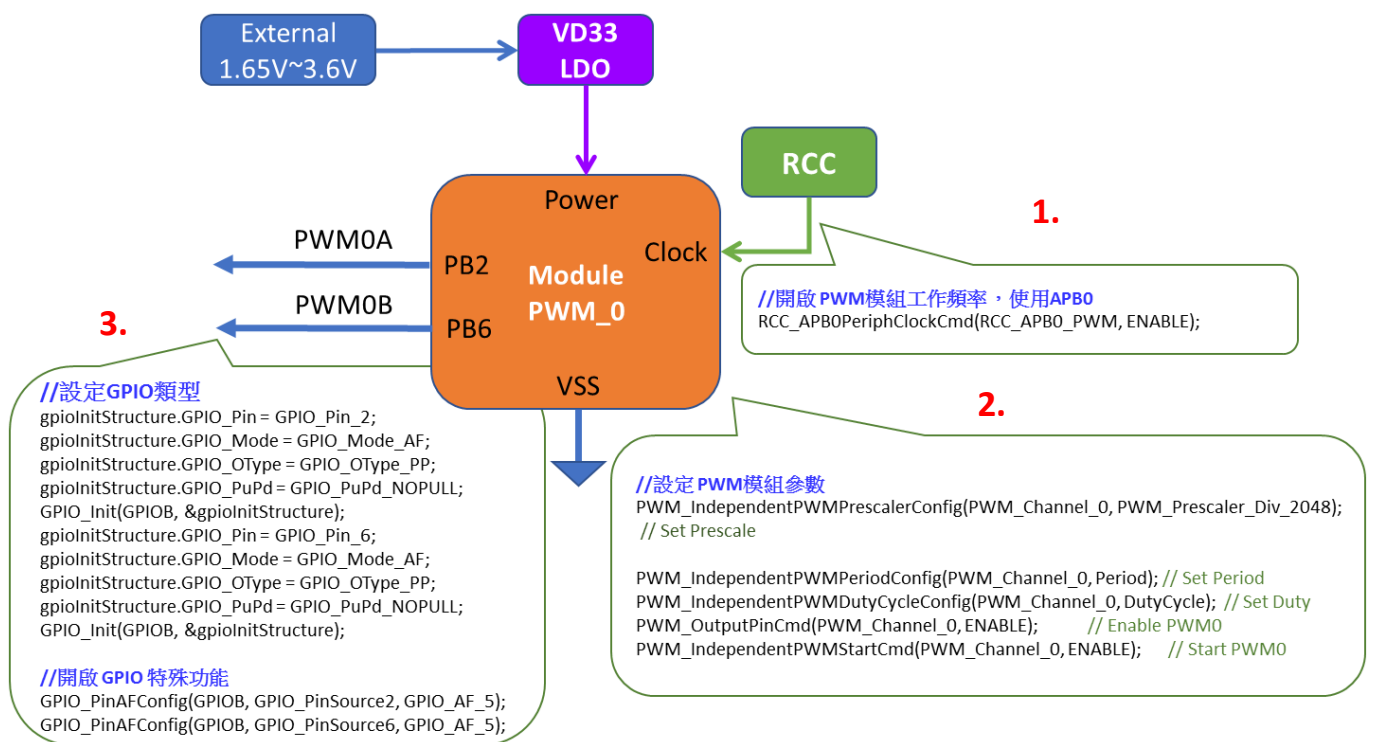 External
1.65V~3.6V
VD33
LDO
RCC
Power
Clock
Module
PWM_0
PB2
PB6
VSS
PWM0A
PWM0B
1.
//開啟 PWM模組工作頻率，使用APB0
RCC_APB0PeriphClockCmd(RCC_APB0_PWM, ENABLE);
2.
//設定 PWM模組參數
PWM_IndependentPWMPrescalerConfig(PWM_Channel_0, PWM_Prescaler_Div_2048);
// Set Prescale
PWM_IndependentPWMPeriodConfig(PWM_Channel_0, Period); // Set Period
PWM_IndependentPWMDutyCycleConfig(PWM_Channel_0, DutyCycle); // Set Duty
PWM_OutputPinCmd(PWM_Channel_0, ENABLE); // Enable PWM0
PWM_IndependentPWMStartCmd(PWM_Channel_0, ENABLE); // Start PWM0
3.
//設定GPIO類型
gpioInitStructure.GPIO_Pin = GPIO_Pin_2;
gpioInitStructure.GPIO_Mode = GPIO_Mode_AF;
gpioInitStructure.GPIO_OType = GPIO_OType_PP;
gpioInitStructure.GPIO_PuPd = GPIO_PuPd_NOPULL;
GPIO_Init(GPIOB, &gpioInitStructure);
gpioInitStructure.GPIO_Pin = GPIO_Pin_6;
gpioInitStructure.GPIO_Mode = GPIO_Mode_AF;
gpioInitStructure.GPIO_OType = GPIO_OType_PP;
gpioInitStructure.GPIO_PuPd = GPIO_PuPd_NOPULL;
GPIO_Init(GPIOB, &gpioInitStructure);
//開啟 GPIO 特殊功能
GPIO_PinAFConfig(GPIOB, GPIO_PinSource2, GPIO_AF_5);
GPIO_PinAFConfig(GPIOB, GPIO_PinSource6, GPIO_AF_5);